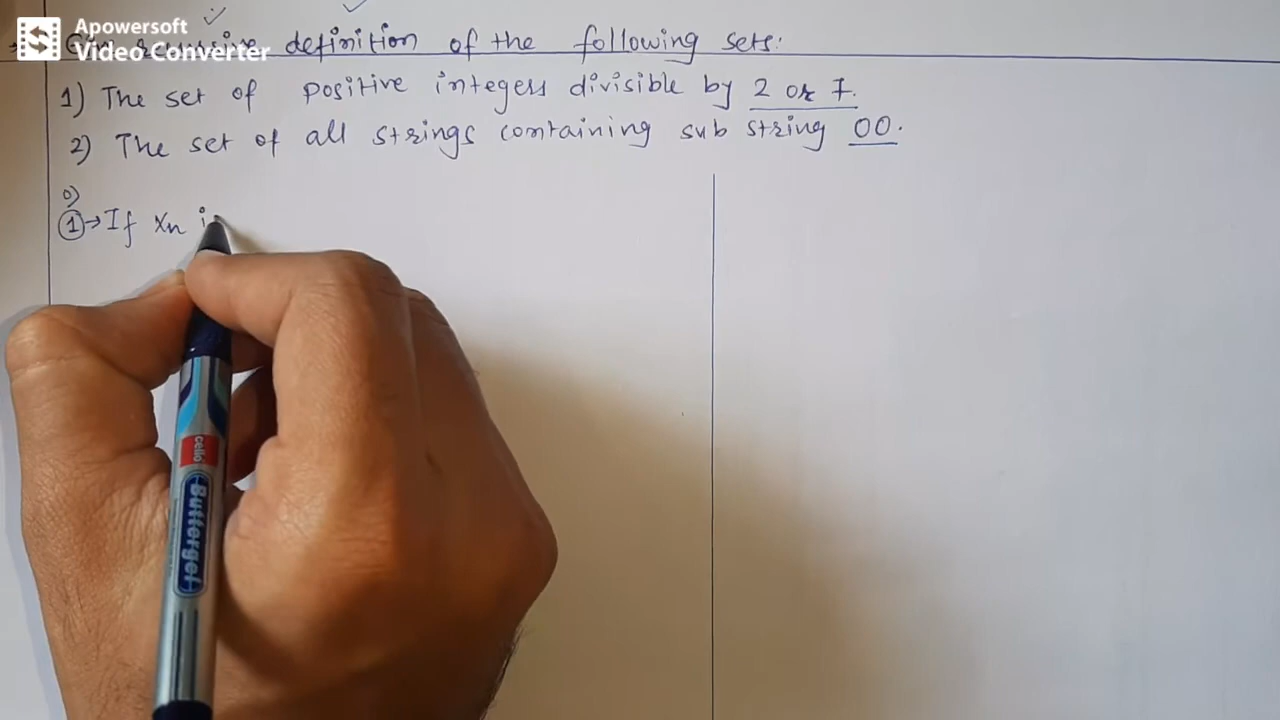 Apowersoft
Video Converter
definition of the following sets:
1) The set of positive integers divisible by 2 or 7.
2) The set of all strings containing sub string 00.
①→ If xn
Cello
Buttergel